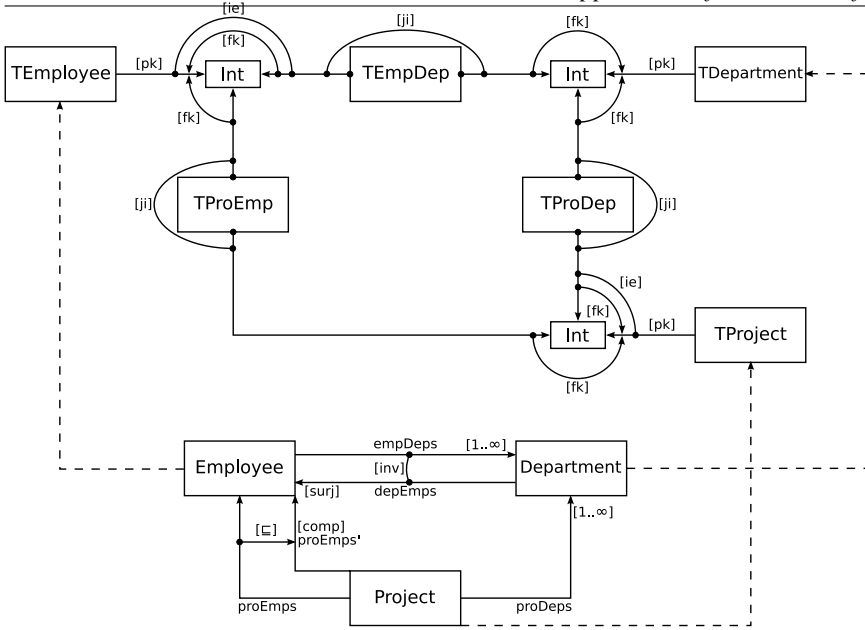 [ie]
[ji]
[fk]
[fk]
[pk]
[pk]
TEmployee
Int
TEmpDep
Int
TDepartment
[fk]
[fk]
[ji]
TProEmp
TProDep
[ji]
[ie]
[fk]
[pk]
Int
TProject
[fk]
empDeps
[1..∞]
Employee
[inv]
Department
[surj]
depEmps
[⊑]
[comp]
proEmps'
[1..∞]
Project
proEmps
proDeps